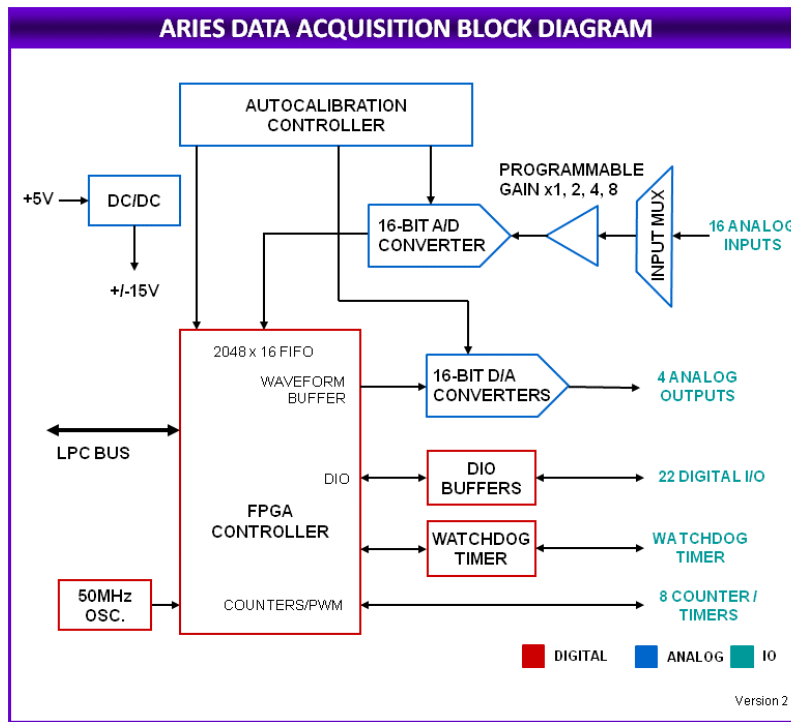 ARIES DATA ACQUISITION BLOCK DIAGRAM
AUTOCALIBRATION
CONTROLLER
PROGRAMMABLE
GAIN x1, 2, 4, 8
+5V
DC/DC
16-BIT A/D
CONVERTER
INPUT MUX
16 ANALOG
INPUTS
+/-15V
2048 x 16 FIFO
WAVEFORM
BUFFER
16-BIT D/A
CONVERTERS
4 ANALOG
OUTPUTS
LPC BUS
DIO
DIO
BUFFERS
22 DIGITAL I/O
FPGA
CONTROLLER
WATCHDOG
TIMER
WATCHDOG
TIMER
50MHz
OSC.
COUNTERS/PWM
8 COUNTER /
TIMERS
DIGITAL
ANALOG
IO
Version 2